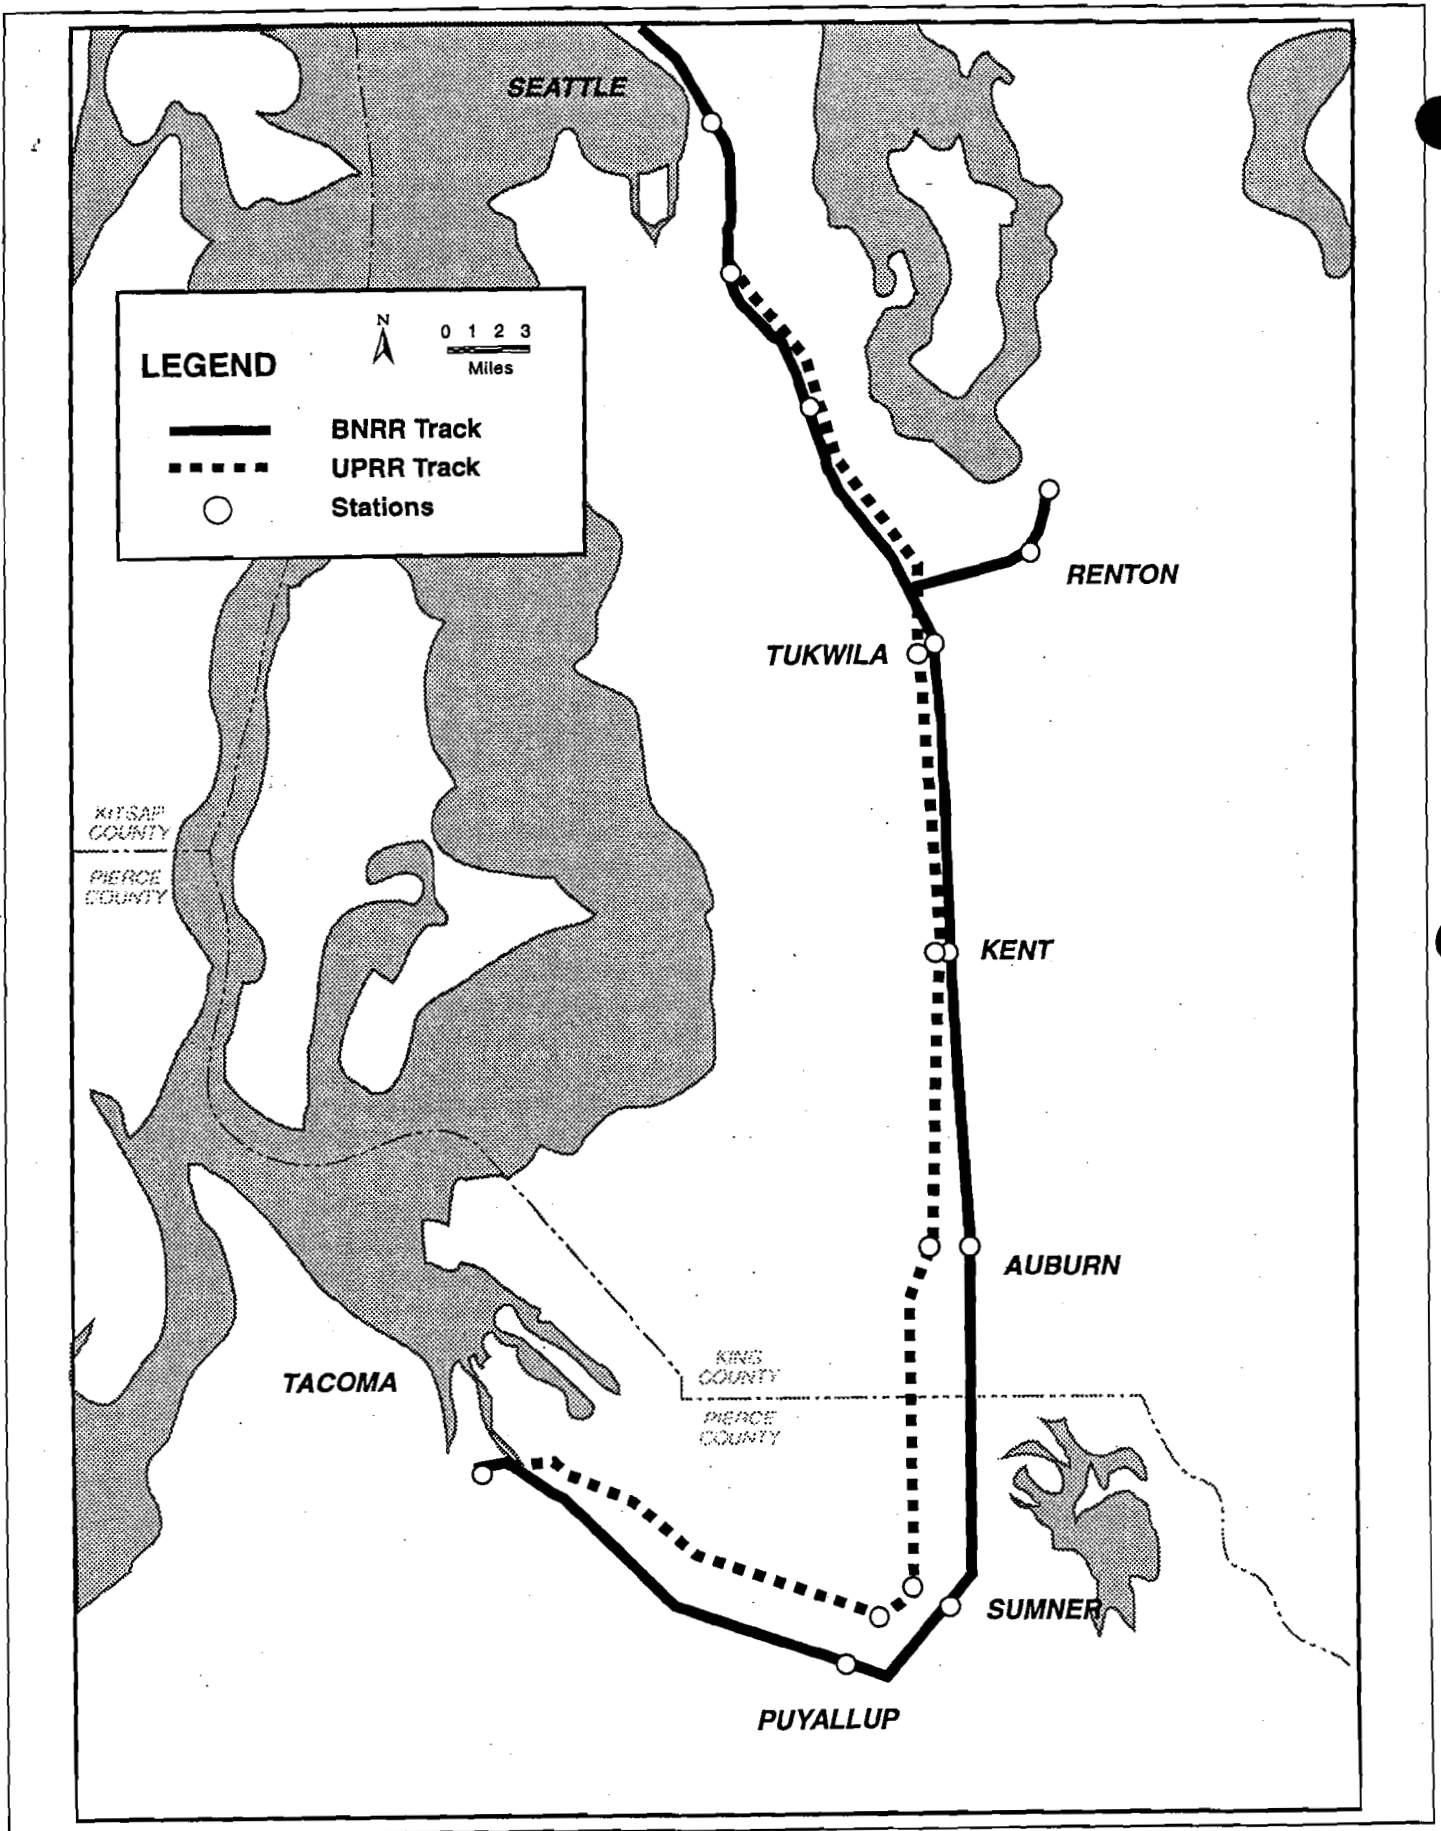 SEATTLE
N
0 1 2 3
Miles
LEGEND
BNRR Track
UPRR Track
Stations
RENTON
TUKWILA
KITSAP
COUNTY
PIERCE
COUNTY
KENT
AUBURN
KING
COUNTY
TACOMA
PIERCE
COUNTY
SUMNER
PUYALLUP